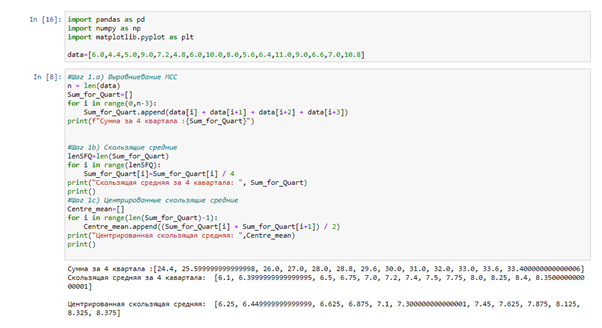 In [16]: import pandas as pd
import numpy as np
import matplotlib.pyplot as plt
data=[6.0,4.4,5.0,9.0,7.2,4.8,6.0,10.0,8.0,5.6,6.4,11.0,9.0,6.6,7.0,10.8]
In [8]: #Шаг 1.a) Выравниевание МСС
n = len(data)
Sum_for_Quart=[]
for i in range(0,n-3):
Sum_for_Quart.append(data[i] + data[i+1] + data[i+2] + data[i+3])
print(f"Сумма за 4 квартала :{Sum_for_Quart}")
#Шаг 1b) Скользящие средние
lenSFQ=len(Sum_for_Quart)
for i in range(lenSFQ):
Sum_for_Quart[i]=Sum_for_Quart[i] / 4
print("Скользящая средняя за 4 кавартала: ", Sum_for_Quart)
print()
#Шаг 1c) Центрированные скользящие средние
Centre_mean=[]
for i in range(len(Sum_for_Quart)-1):
Centre_mean.append((Sum_for_Quart[i] + Sum_for_Quart[i+1]) / 2)
print("Центрированная скользящая средняя: ",Centre_mean)
print()
Сумма за 4 квартала :[24.4, 25.599999999999998, 26.0, 27.0, 28.0, 28.8, 29.6, 30.0, 31.0, 32.0, 33.0, 33.6, 33.400000000000006]
Скользящая средняя за 4 кавартала:  [6.1, 6.3999999999999995, 6.5, 6.75, 7.0, 7.2, 7.4, 7.5, 7.75, 8.0, 8.25, 8.4, 8.3500000000
00001]
Центрированная скользящая средняя:  [6.25, 6.449999999999999, 6.625, 6.875, 7.1, 7.300000000000001, 7.45, 7.625, 7.875, 8.125,
8.325, 8.375]